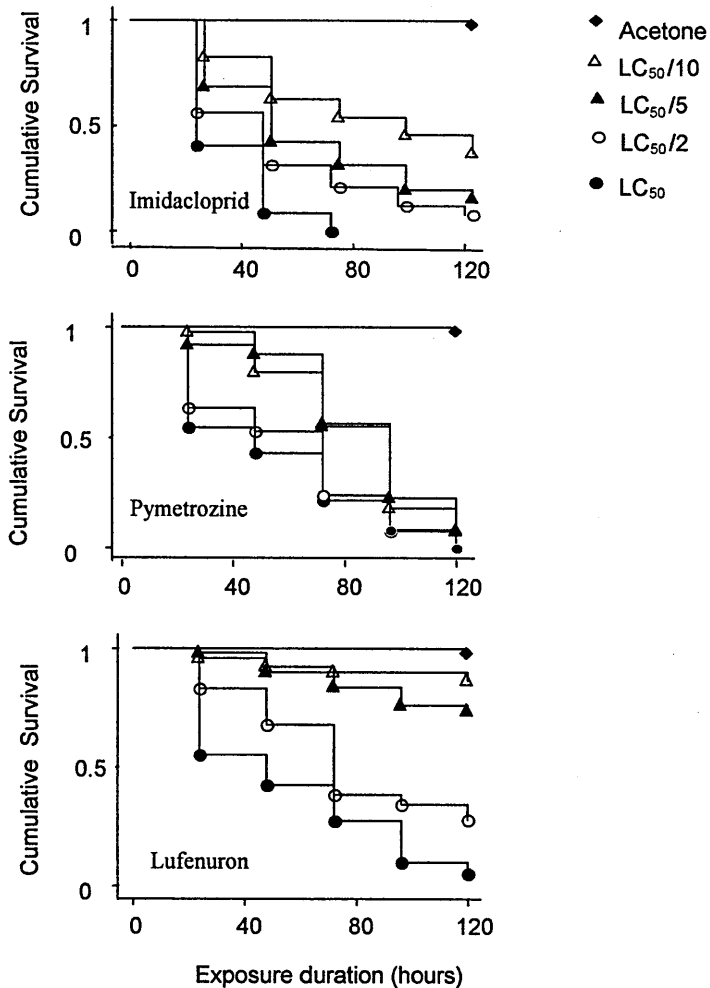 Cumulative Survival
1
0.5
0
Imidacloprid
0 40 80 120
Acetone
LC₅₀/10
LC₅₀/5
LC₅₀/2
LC₅₀
Cumulative Survival
1
0.5
0
Pymetrozine
0 40 80 120
Cumulative Survival
1
0.5
0
Lufenuron
0 40 80 120
Exposure duration (hours)